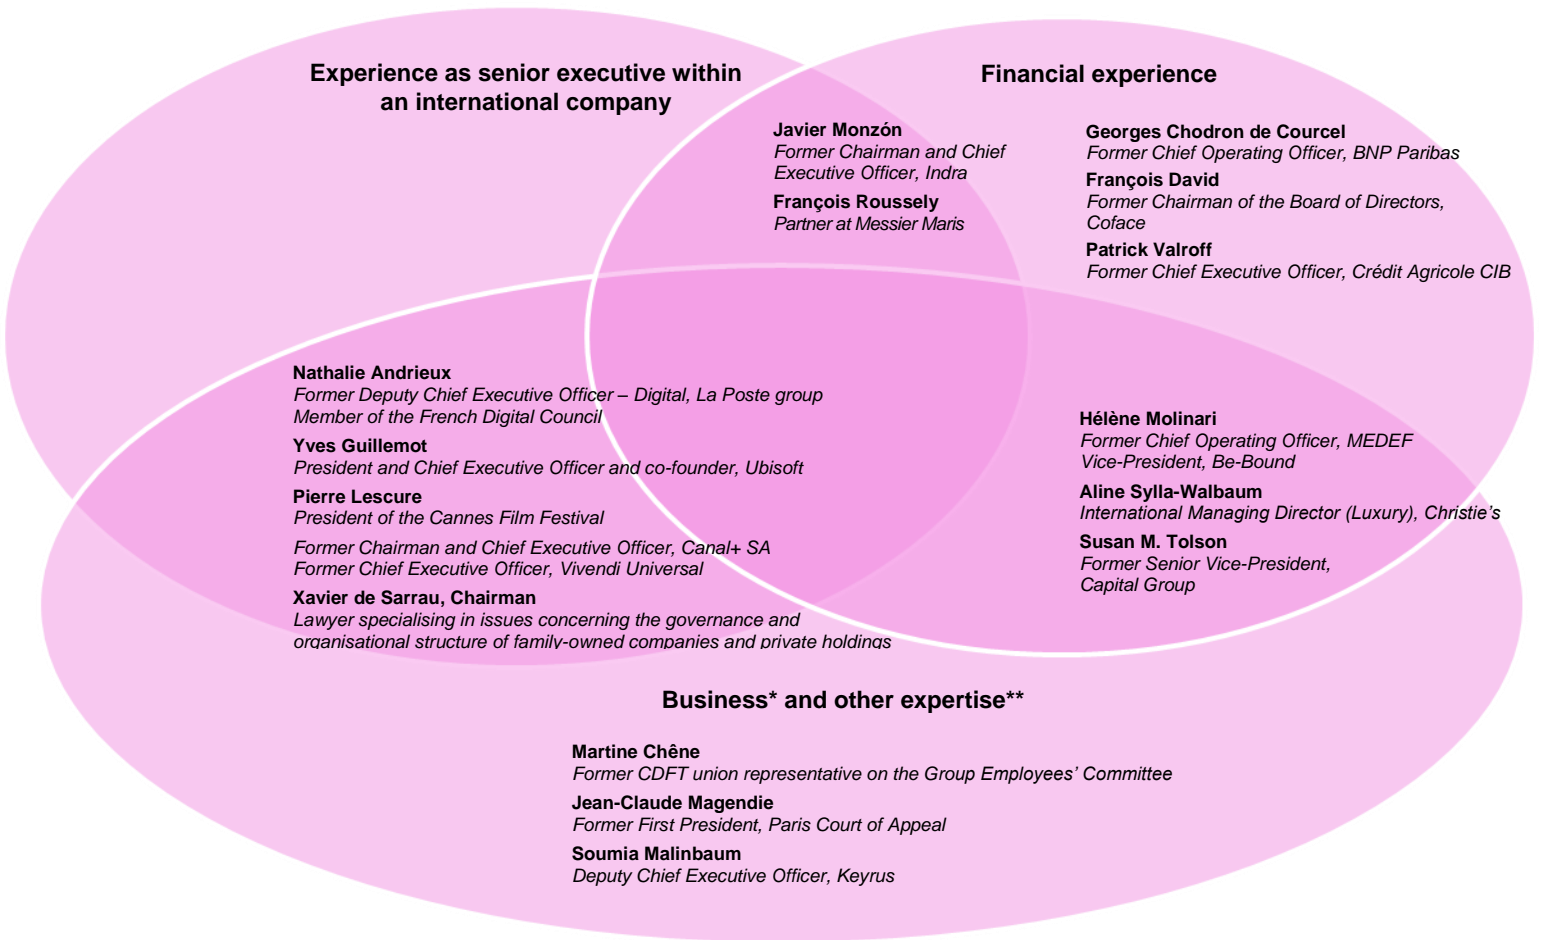 Experience as senior executive within
an international company
Financial experience
Javier Monzón
Former Chairman and Chief
Executive Officer, Indra
François Roussely
Partner at Messier Maris
Georges Chodron de Courcel
Former Chief Operating Officer, BNP Paribas
François David
Former Chairman of the Board of Directors,
Coface
Patrick Valroff
Former Chief Executive Officer, Crédit Agricole CIB
Nathalie Andrieux
Former Deputy Chief Executive Officer – Digital, La Poste group
Member of the French Digital Council
Yves Guillemot
President and Chief Executive Officer and co-founder, Ubisoft
Pierre Lescure
President of the Cannes Film Festival
Former Chairman and Chief Executive Officer, Canal+ SA
Former Chief Executive Officer, Vivendi Universal
Xavier de Sarrau, Chairman
Lawyer specialising in issues concerning the governance and
organisational structure of family-owned companies and private holdings
Hélène Molinari
Former Chief Operating Officer, MEDEF
Vice-President, Be-Bound
Aline Sylla-Walbaum
International Managing Director (Luxury), Christie's
Susan M. Tolson
Former Senior Vice-President,
Capital Group
Business* and other expertise**
Martine Chêne
Former CDFT union representative on the Group Employees' Committee
Jean-Claude Magendie
Former First President, Paris Court of Appeal
Soumia Malinbaum
Deputy Chief Executive Officer, Keyrus